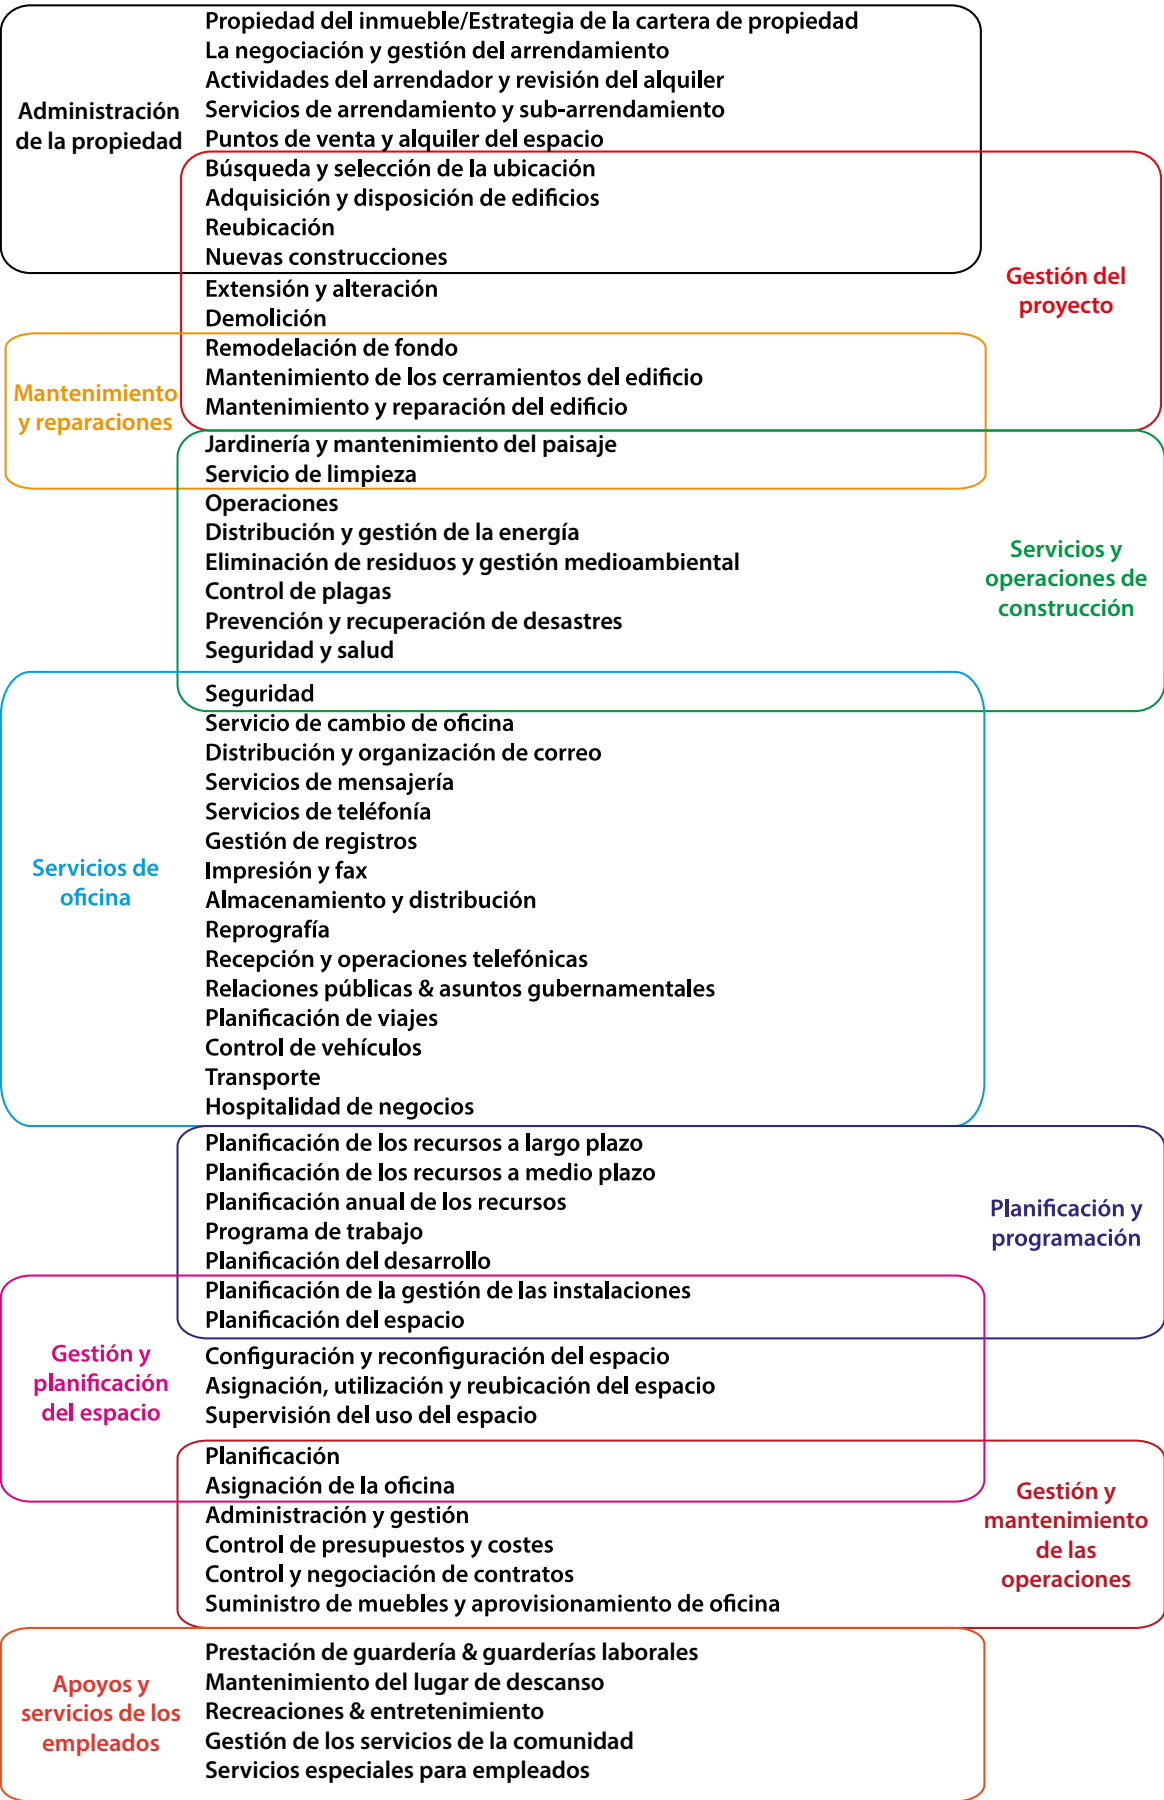 Propiedad del inmueble/Estrategia de la cartera de propiedad
La negociación y gestión del arrendamiento
Actividades del arrendador y revisión del alquiler
Servicios de arrendamiento y sub-arrendamiento
Puntos de venta y alquiler del espacio
Administración
de la propiedad
Búsqueda y selección de la ubicación
Adquisición y disposición de edificios
Reubicación
Nuevas construcciones
Extensión y alteración
Demolición
Gestión del
proyecto
Remodelación de fondo
Mantenimiento de los cerramientos del edificio
Mantenimiento y reparación del edificio
Mantenimiento
y reparaciones
Jardinería y mantenimiento del paisaje
Servicio de limpieza
Operaciones
Distribución y gestión de la energía
Eliminación de residuos y gestión medioambiental
Control de plagas
Prevención y recuperación de desastres
Seguridad y salud
Servicios y
operaciones de
construcción
Seguridad
Servicio de cambio de oficina
Distribución y organización de correo
Servicios de mensajería
Servicios de teléfonía
Gestión de registros
Impresión y fax
Almacenamiento y distribución
Reprografía
Recepción y operaciones telefónicas
Relaciones públicas & asuntos gubernamentales
Planificación de viajes
Control de vehículos
Transporte
Hospitalidad de negocios
Servicios de
oficina
Planificación de los recursos a largo plazo
Planificación de los recursos a medio plazo
Planificación anual de los recursos
Programa de trabajo
Planificación del desarrollo
Planificación y
programación
Planificación de la gestión de las instalaciones
Planificación del espacio
Configuración y reconfiguración del espacio
Asignación, utilización y reubicación del espacio
Supervisión del uso del espacio
Gestión y
planificación
del espacio
Planificación
Asignación de la oficina
Administración y gestión
Control de presupuestos y costes
Control y negociación de contratos
Suministro de muebles y aprovisionamiento de oficina
Gestión y
mantenimiento
de las
operaciones
Prestación de guardería & guarderías laborales
Mantenimiento del lugar de descanso
Recreaciones & entretenimiento
Gestión de los servicios de la comunidad
Servicios especiales para empleados
Apoyos y
servicios de los
empleados